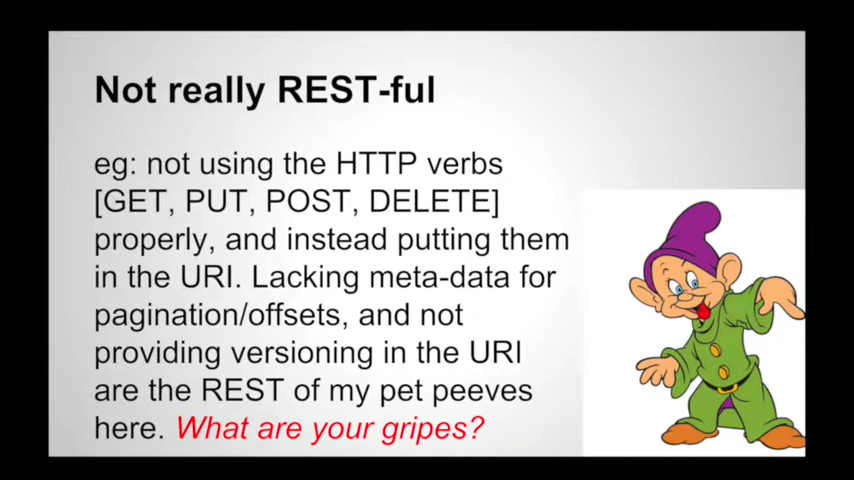 Not really REST-ful
eg: not using the HTTP verbs
[GET, PUT, POST, DELETE]
properly, and instead putting them
in the URI. Lacking meta-data for
pagination/offsets, and not
providing versioning in the URI
are the REST of my pet peeves
here. What are your gripes?